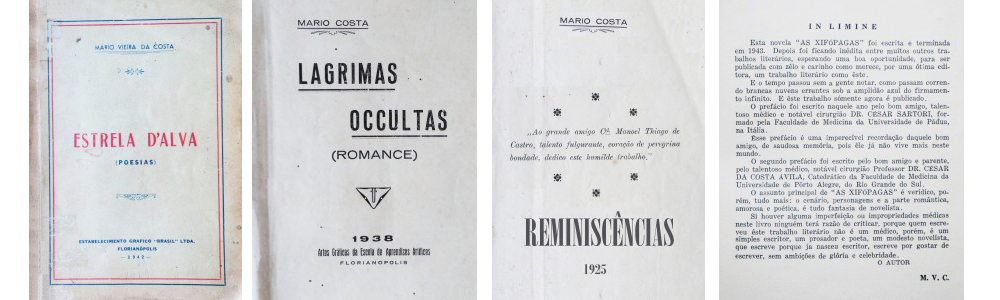 MÁRIO VIEIRA DA COSTA
ESTRELA D'ALVA
(POESIAS)
ESTABELECIMENTO GRAFICO "BRASIL" LTDA.
FLORIANÓPOLIS
— 1942 —
MARIO COSTA
LAGRIMAS
OCCULTAS
(ROMANCE)
1938
Artes Gráficas da Escola de Aprendizes Artífices
FLORIANOPOLIS
MARIO COSTA
„Ao grande amigo Cel. Manoel Thiago de
Castro, talento fulgurante, coração de peregrina
bondade, dedico este humilde trabalho."
REMINISCÊNCIAS
1925
IN LIMINE
Esta novela "AS XIFÓPAGAS" foi escrita e terminada
em 1943. Depois foi ficando inédita entre muitos outros tra-
balhos literários, esperando uma boa oportunidade, para ser
publicada com zêlo e carinho como merece, por uma ótima edi-
tora, um trabalho literário como êste.
E o tempo passou sem a gente notar, como passam corren-
do brancas nuvens errantes sob a amplidão azul do firmamen-
to infinito. E êste trabalho sòmente agora é publicado.
O prefácio foi escrito naquele ano pelo bom amigo, talen-
toso médico e notável cirurgião DR. CESAR SARTORI, for-
mado pela Faculdade de Medicina da Universidade de Pádua,
na Itália.
Êsse prefácio é uma imperecível recordação daquele bom
amigo, de saudosa memória, pois êle já não vive mais neste
mundo.
O segundo prefácio foi escrito pelo bom amigo e parente,
pelo talentoso médico, notável cirurgião Professor DR. CESAR
DA COSTA ÁVILA, Catedrático da Faculdade de Medicina da
Universidade de Pôrto Alegre, do Rio Grande do Sul.
O assunto principal de "AS XIFÓPAGAS" é verídico, po-
rém, tudo mais: o cenário, personagens e a parte romântica,
amorosa e poética, é tudo fantasia de novelista.
Si houver alguma imperfeição ou impropriedades médicas
neste livro ninguém terá razão de criticar, porque quem escre-
veu êste trabalho literário não é um médico, porém, é um
simples escritor, um prosador e poeta, um modesto novelista,
que escreve porque ja nasceu escritor, escreve por gostar de
escrever, sem ambições de glória e celebridade.
O AUTOR
M. V. C.